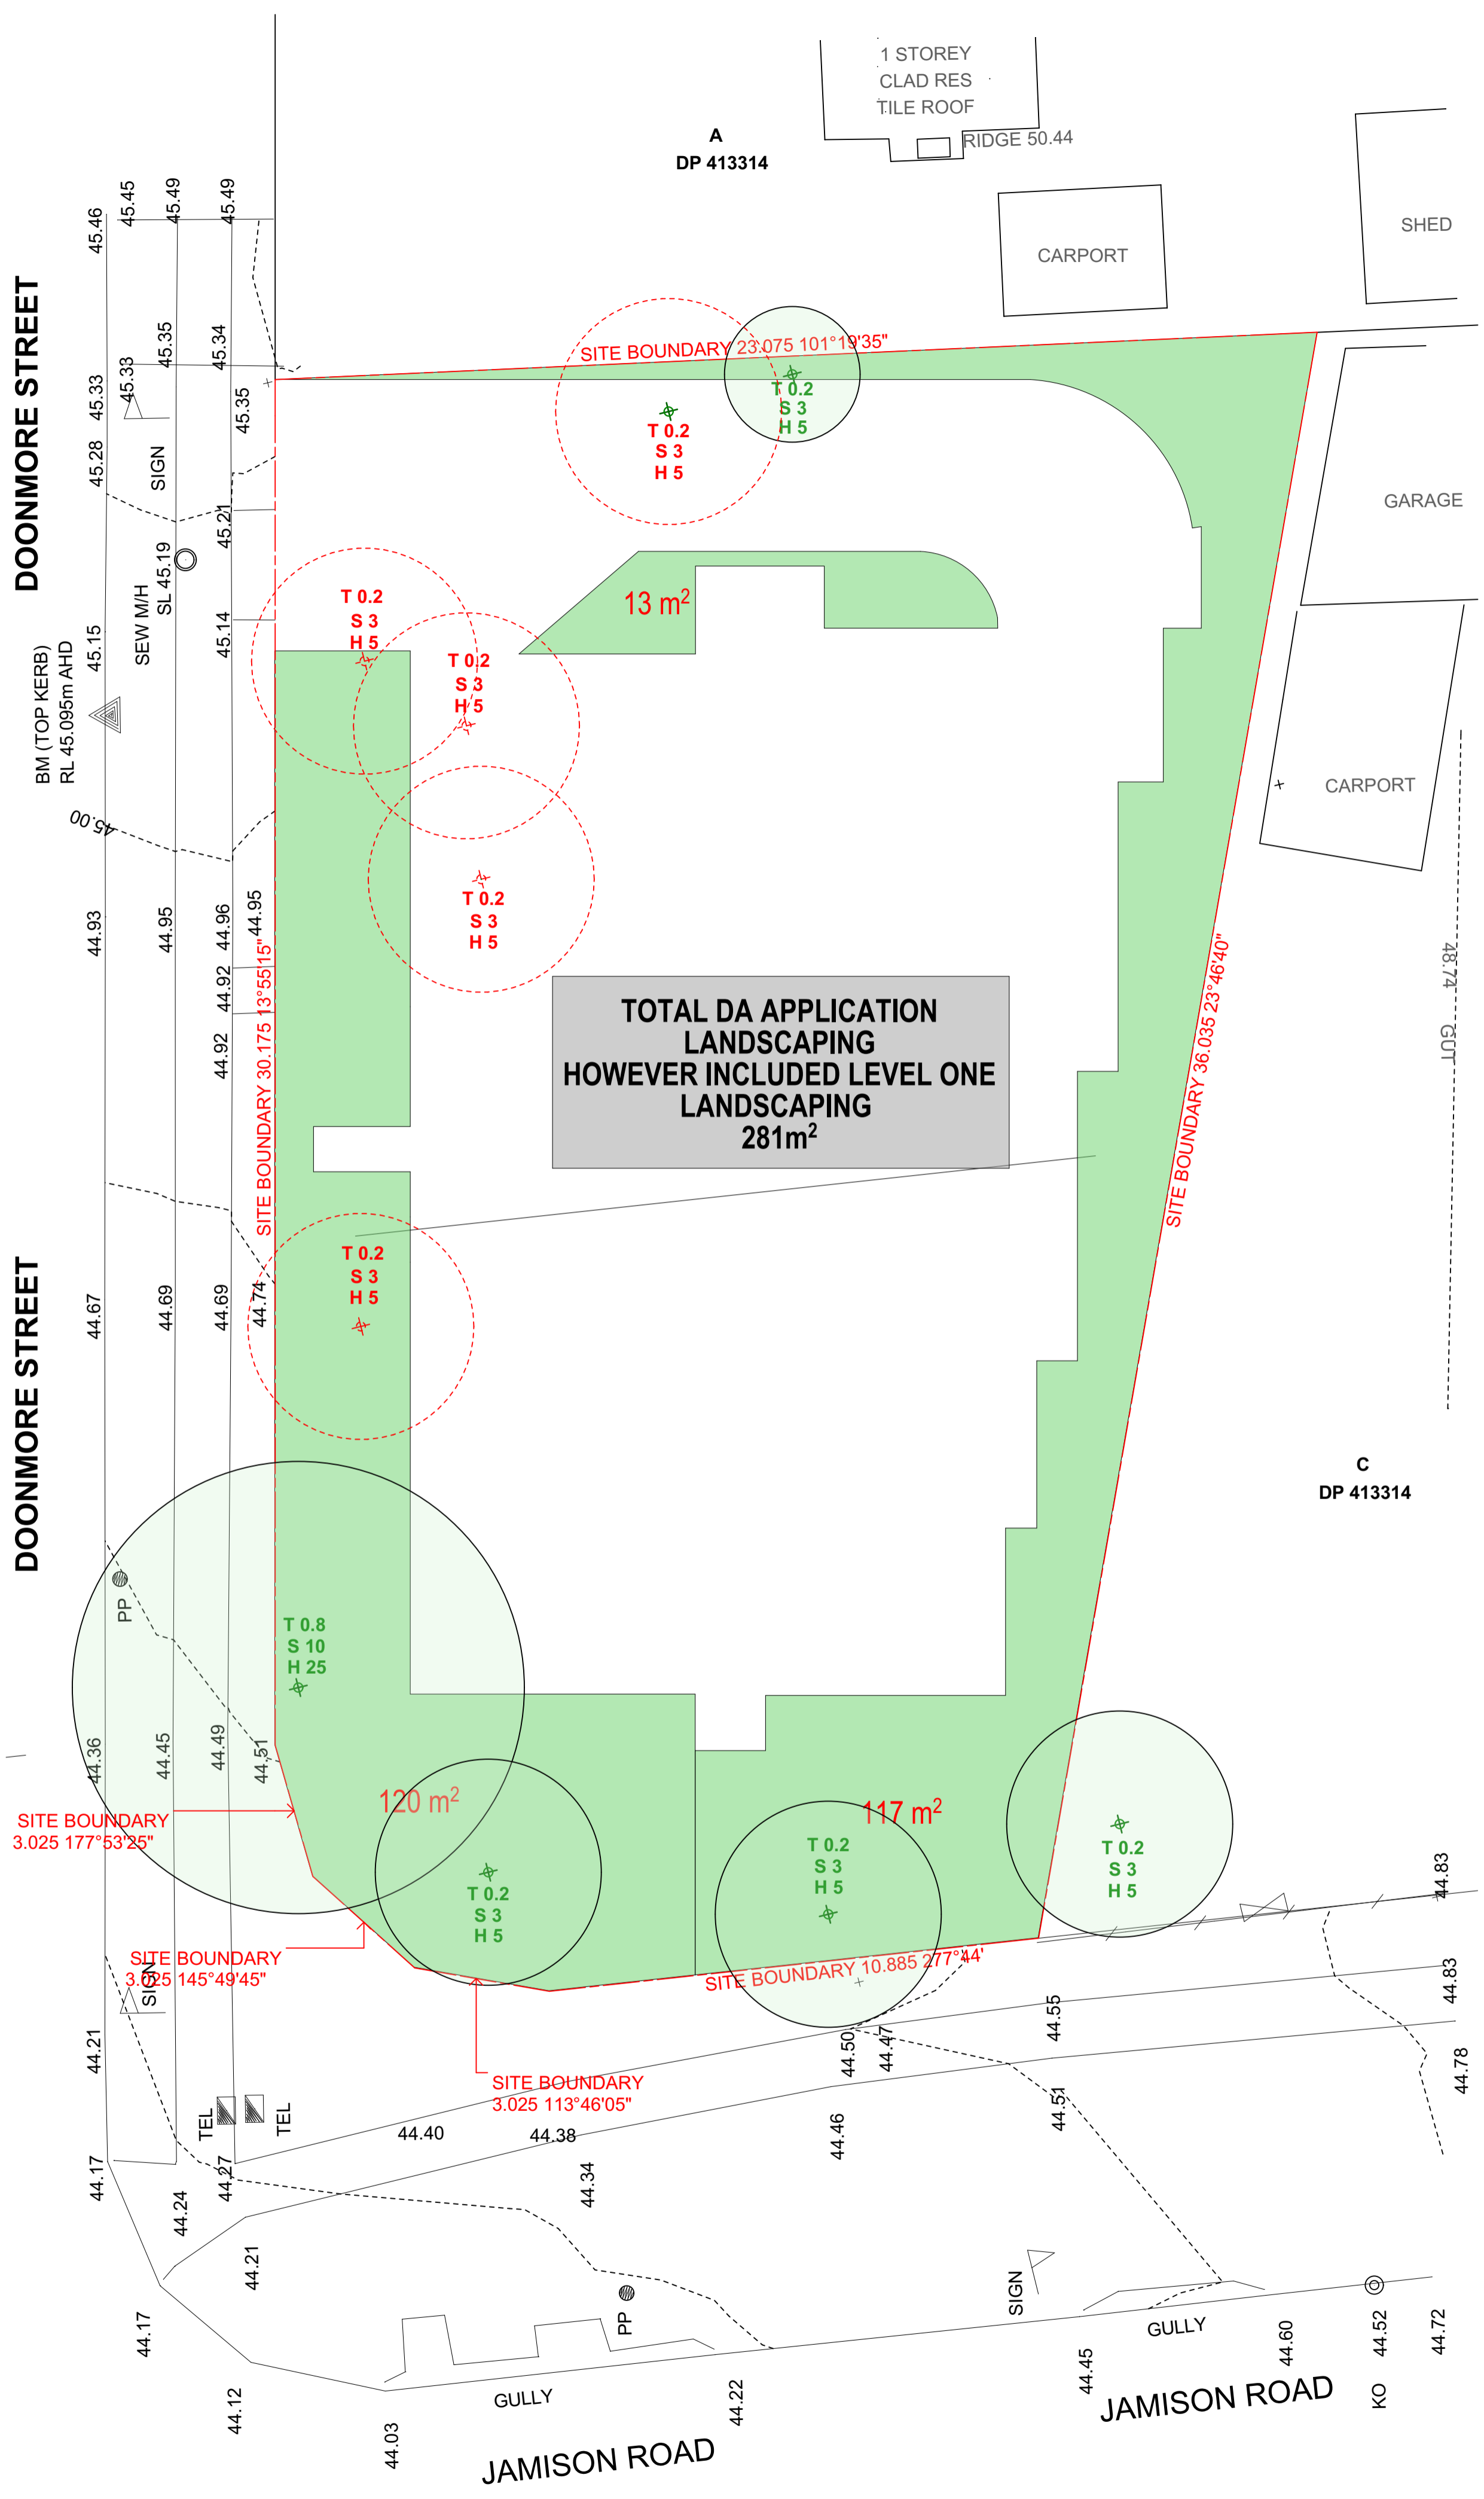 1 STOREY
CLAD RES
TILE ROOF
RIDGE 50.44
A
DP 413314
CARPORT
SHED
GARAGE
CARPORT
48.74 GUT
C
DP 413314
DOONMORE STREET
DOONMORE STREET
45.46
45.45
45.49
45.49
45.33
45.33
45.35
45.34
45.35
45.28
SIGN
45.21
SEW M/H
SL 45.19
45.14
45.15
BM (TOP KERB)
RL 45.095m AHD
45.00
44.93
44.95
44.96
44.95
44.92
44.92
44.67
44.69
44.69
44.74
PP
44.36
44.45
44.49
44.51
SITE BOUNDARY 23.075 101°19'35"
SITE BOUNDARY 30.175 13°55'15"
SITE BOUNDARY 36.035 23°46'40"
T 0.2
S 3
H 5
T 0.2
S 3
H 5
T 0.2
S 3
H 5
T 0.2
S 3
H 5
T 0.2
S 3
H 5
T 0.2
S 3
H 5
13 m²
TOTAL DA APPLICATION
LANDSCAPING
HOWEVER INCLUDED LEVEL ONE
LANDSCAPING
281m²
T 0.8
S 10
H 25
120 m²
117 m²
T 0.2
S 3
H 5
T 0.2
S 3
H 5
T 0.2
S 3
H 5
SITE BOUNDARY
3.025 177°53'25"
SITE BOUNDARY
3.025 145°49'45"
SITE BOUNDARY
3.025 113°46'05"
SITE BOUNDARY 10.885 277°44'
SIGN
44.21
TEL
TEL
44.17
44.24
44.27
44.21
44.40
44.38
44.34
44.50
44.47
44.55
44.46
44.51
44.83
44.83
44.78
44.17
44.12
44.03
PP
GULLY
44.22
SIGN
44.45
GULLY
44.60
44.52
KO
44.72
JAMISON ROAD
JAMISON ROAD